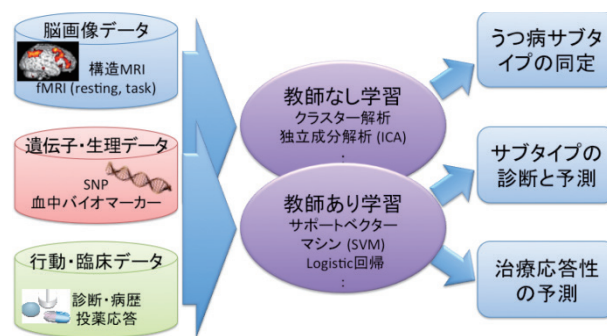 脳画像データ
構造MRI
fMRI (resting, task)
遺伝子・生理データ
SNP
血中バイオマーカー
行動・臨床データ
診断・病歴
投薬応答
教師なし学習
クラスター解析
独立成分解析 (ICA)
:
教師あり学習
サポートベクター
マシン (SVM)
Logistic回帰
:
うつ病サブタ
イプの同定
サブタイプの
診断と予測
治療応答性
の予測